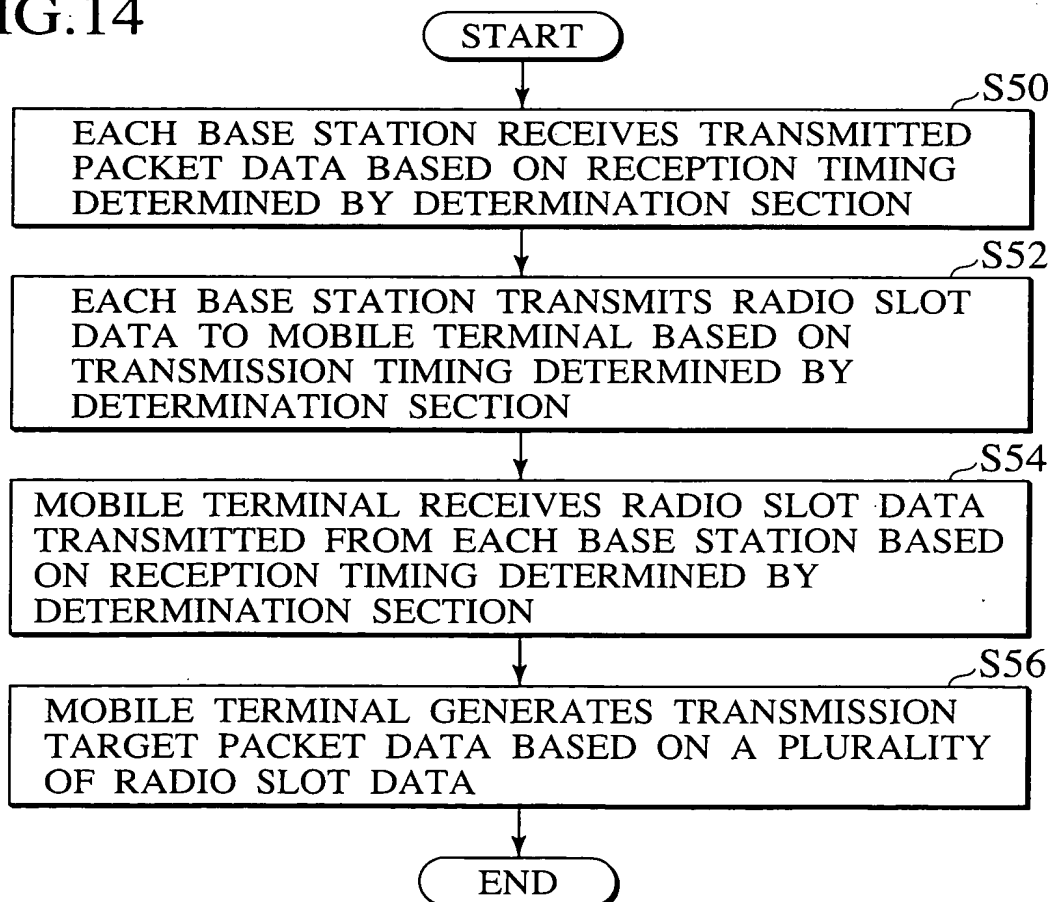 IG.14
START
S50
EACH BASE STATION RECEIVES TRANSMITTED
PACKET DATA BASED ON RECEPTION TIMING
DETERMINED BY DETERMINATION SECTION
S52
EACH BASE STATION TRANSMITS RADIO SLOT
DATA TO MOBILE TERMINAL BASED ON
TRANSMISSION TIMING DETERMINED BY
DETERMINATION SECTION
S54
MOBILE TERMINAL RECEIVES RADIO SLOT DATA
TRANSMITTED FROM EACH BASE STATION BASED
ON RECEPTION TIMING DETERMINED BY
DETERMINATION SECTION
S56
MOBILE TERMINAL GENERATES TRANSMISSION
TARGET PACKET DATA BASED ON A PLURALITY
OF RADIO SLOT DATA
END